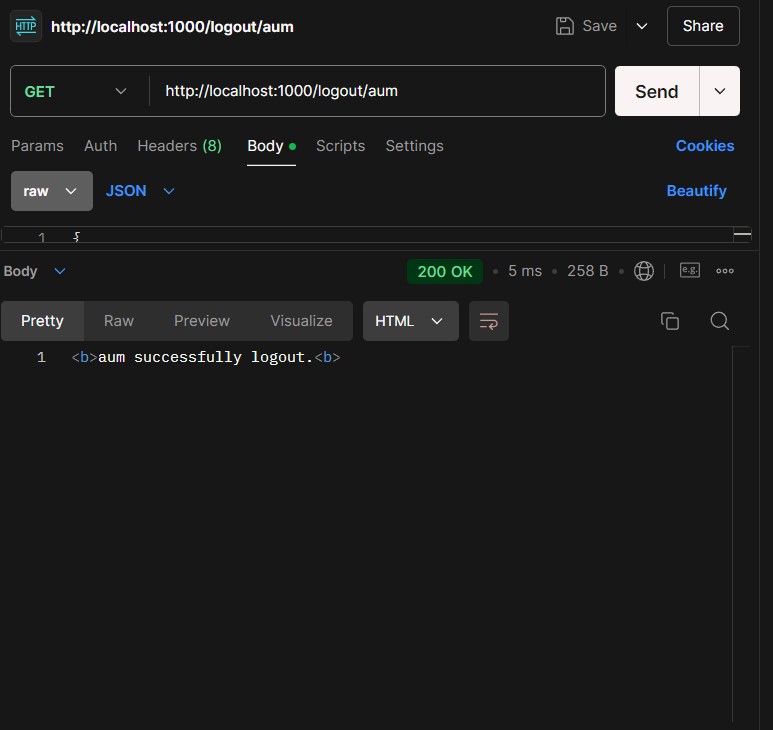 HTTP http://localhost:1000/logout/aum Save Share
GET http://localhost:1000/logout/aum Send
Params Auth Headers (8) Body Scripts Settings Cookies
raw JSON Beautify
1 {
Body 200 OK 5 ms 258 B e.g.
Pretty Raw Preview Visualize HTML
1 <b>aum successfully logout.<b>